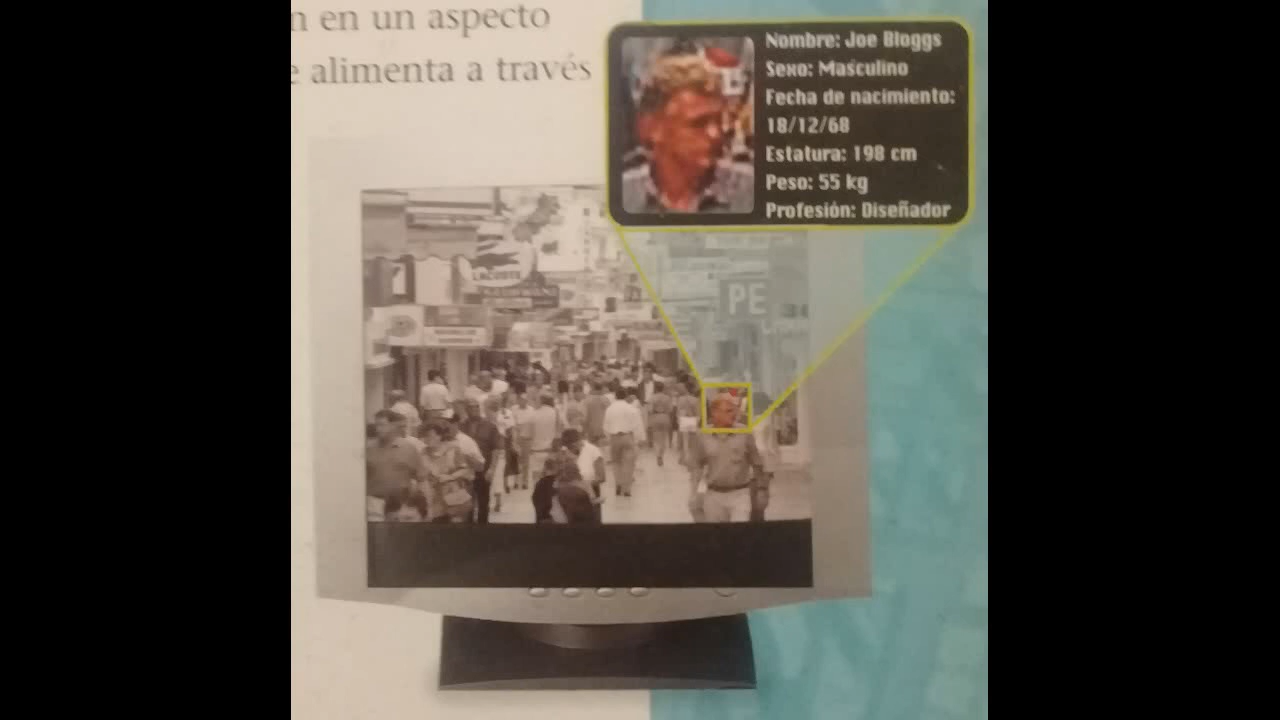 n en un aspecto
e alimenta a través
Nombre: Joe Bloggs
Sexo: Masculino
Fecha de nacimiento:
18/12/68
Estatura: 198 cm
Peso: 55 kg
Profesión: Diseñador
LACOSTE
PE